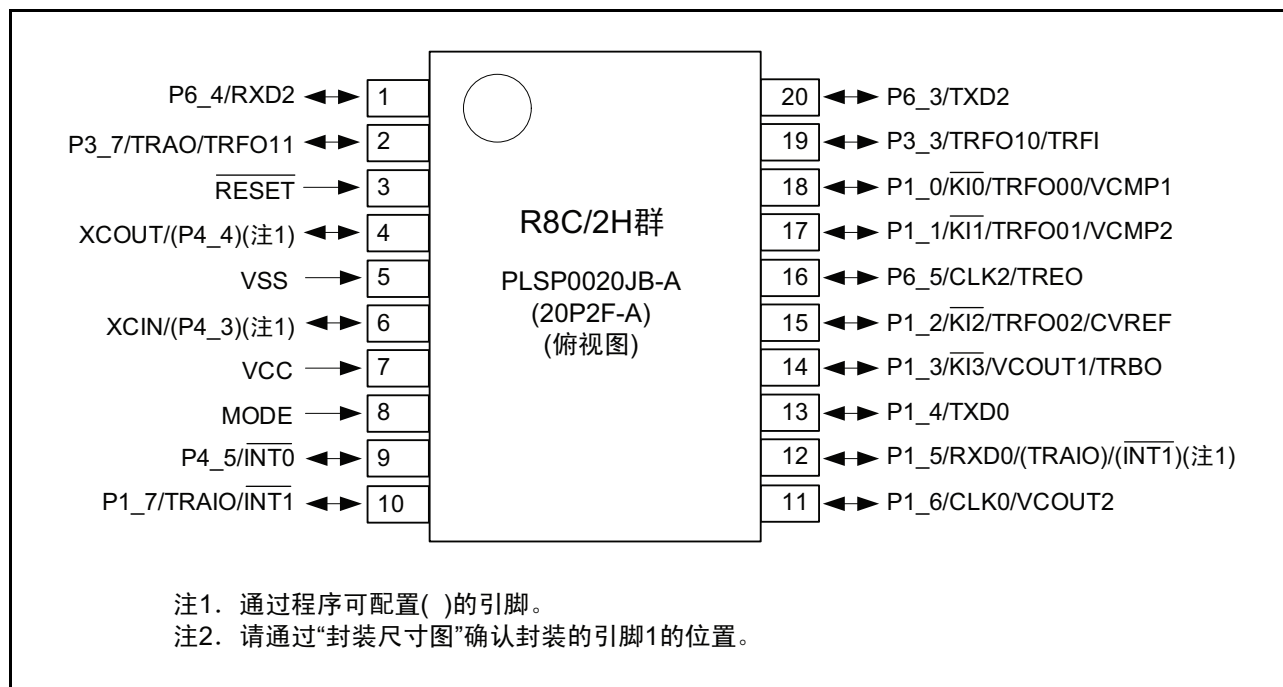 P6_4/RXD2 1 20 P6_3/TXD2
P3_7/TRAO/TRFO11 2 19 P3_3/TRFO10/TRFI
RESET 3 18 P1_0/KI0/TRFO00/VCMP1
XCOUT/(P4_4)(注1) 4 17 P1_1/KI1/TRFO01/VCMP2
VSS 5 16 P6_5/CLK2/TREO
XCIN/(P4_3)(注1) 6 15 P1_2/KI2/TRFO02/CVREF
VCC 7 14 P1_3/KI3/VCOUT1/TRBO
MODE 8 13 P1_4/TXD0
P4_5/INT0 9 12 P1_5/RXD0/(TRAIO)/(INT1)(注1)
P1_7/TRAIO/INT1 10 11 P1_6/CLK0/VCOUT2
R8C/2H群
PLSP0020JB-A
(20P2F-A)
(俯视图)
注1．通过程序可配置( )的引脚。
注2．请通过“封装尺寸图”确认封装的引脚1的位置。